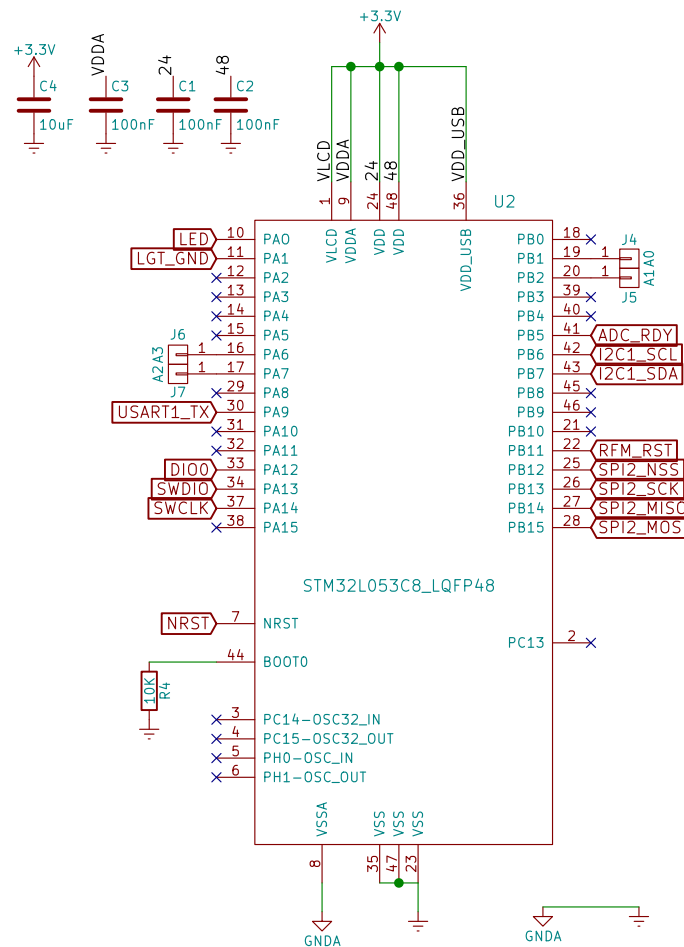 +3.3V
+3.3V
VDDA
24
48
C4
C3
C1
C2
10uF
100nF
100nF
100nF
VLCD
VDDA
24
48
VDD_USB
1
9
24
48
36
U2
VLCD
VDDA
VDD
VDD
VDD_USB
LED 10 PA0
LGT_GND 11 PA1
12 PA2
13 PA3
14 PA4
15 PA5
J6
A3 1 16 PA6
A2 1 17 PA7
J7
29 PA8
USART1_TX 30 PA9
31 PA10
32 PA11
DIO0 33 PA12
SWDIO 34 PA13
SWCLK 37 PA14
38 PA15
PB0 18
J4
PB1 19 1 A0
PB2 20 1 A1
J5
PB3 39
PB4 40
PB5 41 ADC_RDY
PB6 42 I2C1_SCL
PB7 43 I2C1_SDA
PB8 45
PB9 46
PB10 21
PB11 22 RFM_RST
PB12 25 SPI2_NSS
PB13 26 SPI2_SCK
PB14 27 SPI2_MISO
PB15 28 SPI2_MOS
STM32L053C8_LQFP48
NRST 7 NRST
PC13 2
44 BOOT0
10K
R4
3 PC14-OSC32_IN
4 PC15-OSC32_OUT
5 PH0-OSC_IN
6 PH1-OSC_OUT
VSSA
VSS
VSS
VSS
8
35
47
23
GNDA
GNDA